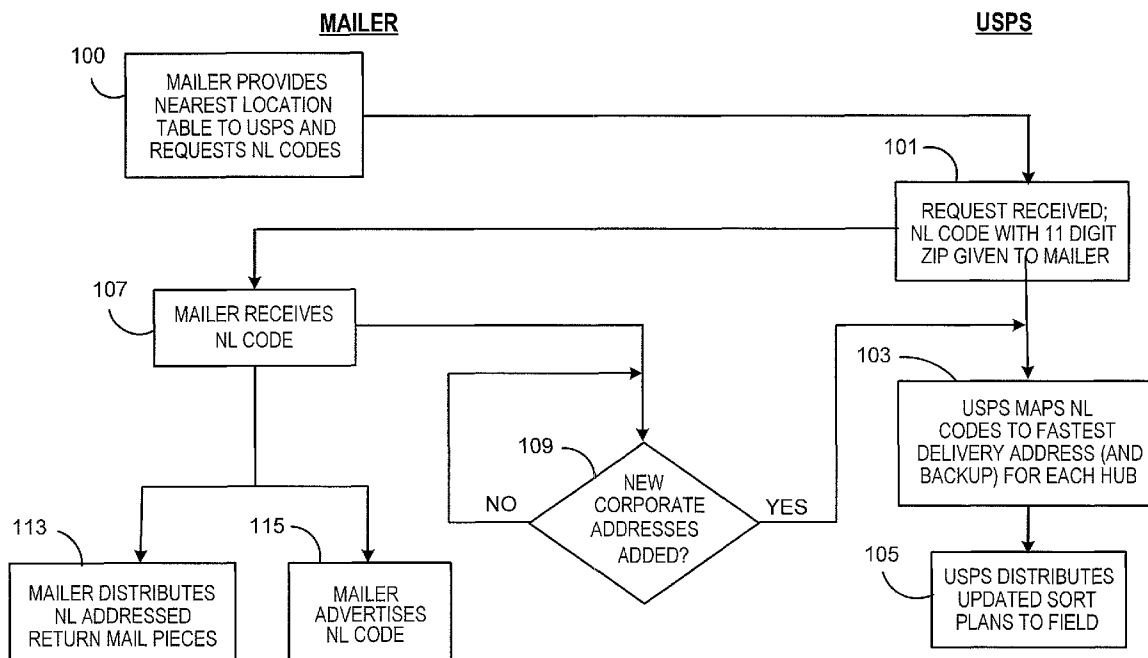 MAILER
USPS
100
MAILER PROVIDES
NEAREST LOCATION
TABLE TO USPS AND
REQUESTS NL CODES
101
REQUEST RECEIVED;
NL CODE WITH 11 DIGIT
ZIP GIVEN TO MAILER
107
MAILER RECEIVES
NL CODE
103
USPS MAPS NL
CODES TO FASTEST
DELIVERY ADDRESS (AND
BACKUP) FOR EACH HUB
109
NEW
CORPORATE
ADDRESSES
ADDED?
NO
YES
113
MAILER DISTRIBUTES
NL ADDRESSED
RETURN MAIL PIECES
115
MAILER
ADVERTISES
NL CODE
105
USPS DISTRIBUTES
UPDATED SORT
PLANS TO FIELD